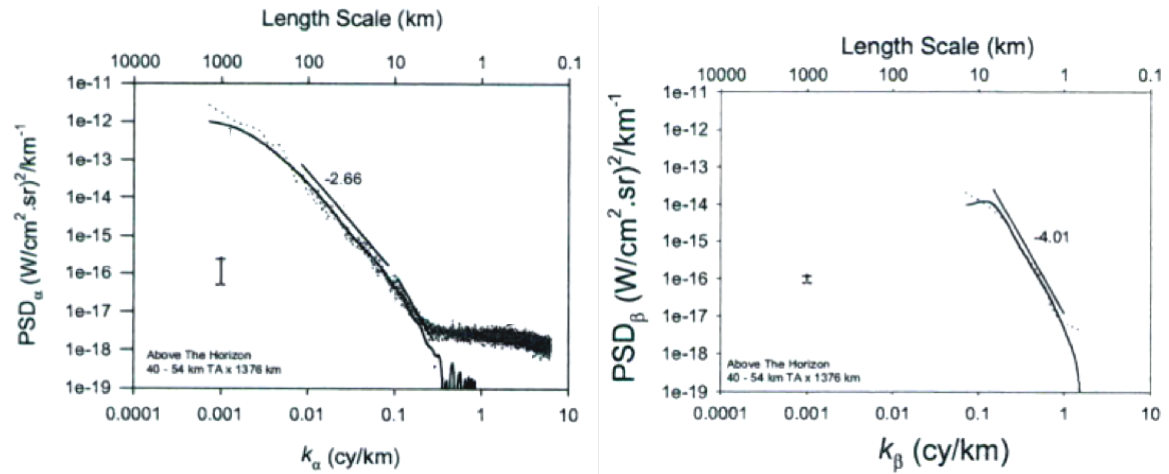 Length Scale (km)
10000 1000 100 10 1 0.1
1e-11
1e-12
1e-13
1e-14
1e-15
1e-16
1e-17
1e-18
1e-19
PSDα (W/cm².sr)²/km⁻¹
-2.66
Above The Horizon
40 - 54 km TA x 1376 km
0.0001 0.001 0.01 0.1 1 10
kα (cy/km)
Length Scale (km)
10000 1000 100 10 1 0.1
1e-11
1e-12
1e-13
1e-14
1e-15
1e-16
1e-17
1e-18
1e-19
PSDβ (W/cm².sr)²/km⁻¹
-4.01
Above The Horizon
40 - 54 km TA x 1376 km
0.0001 0.001 0.01 0.1 1 10
kβ (cy/km)